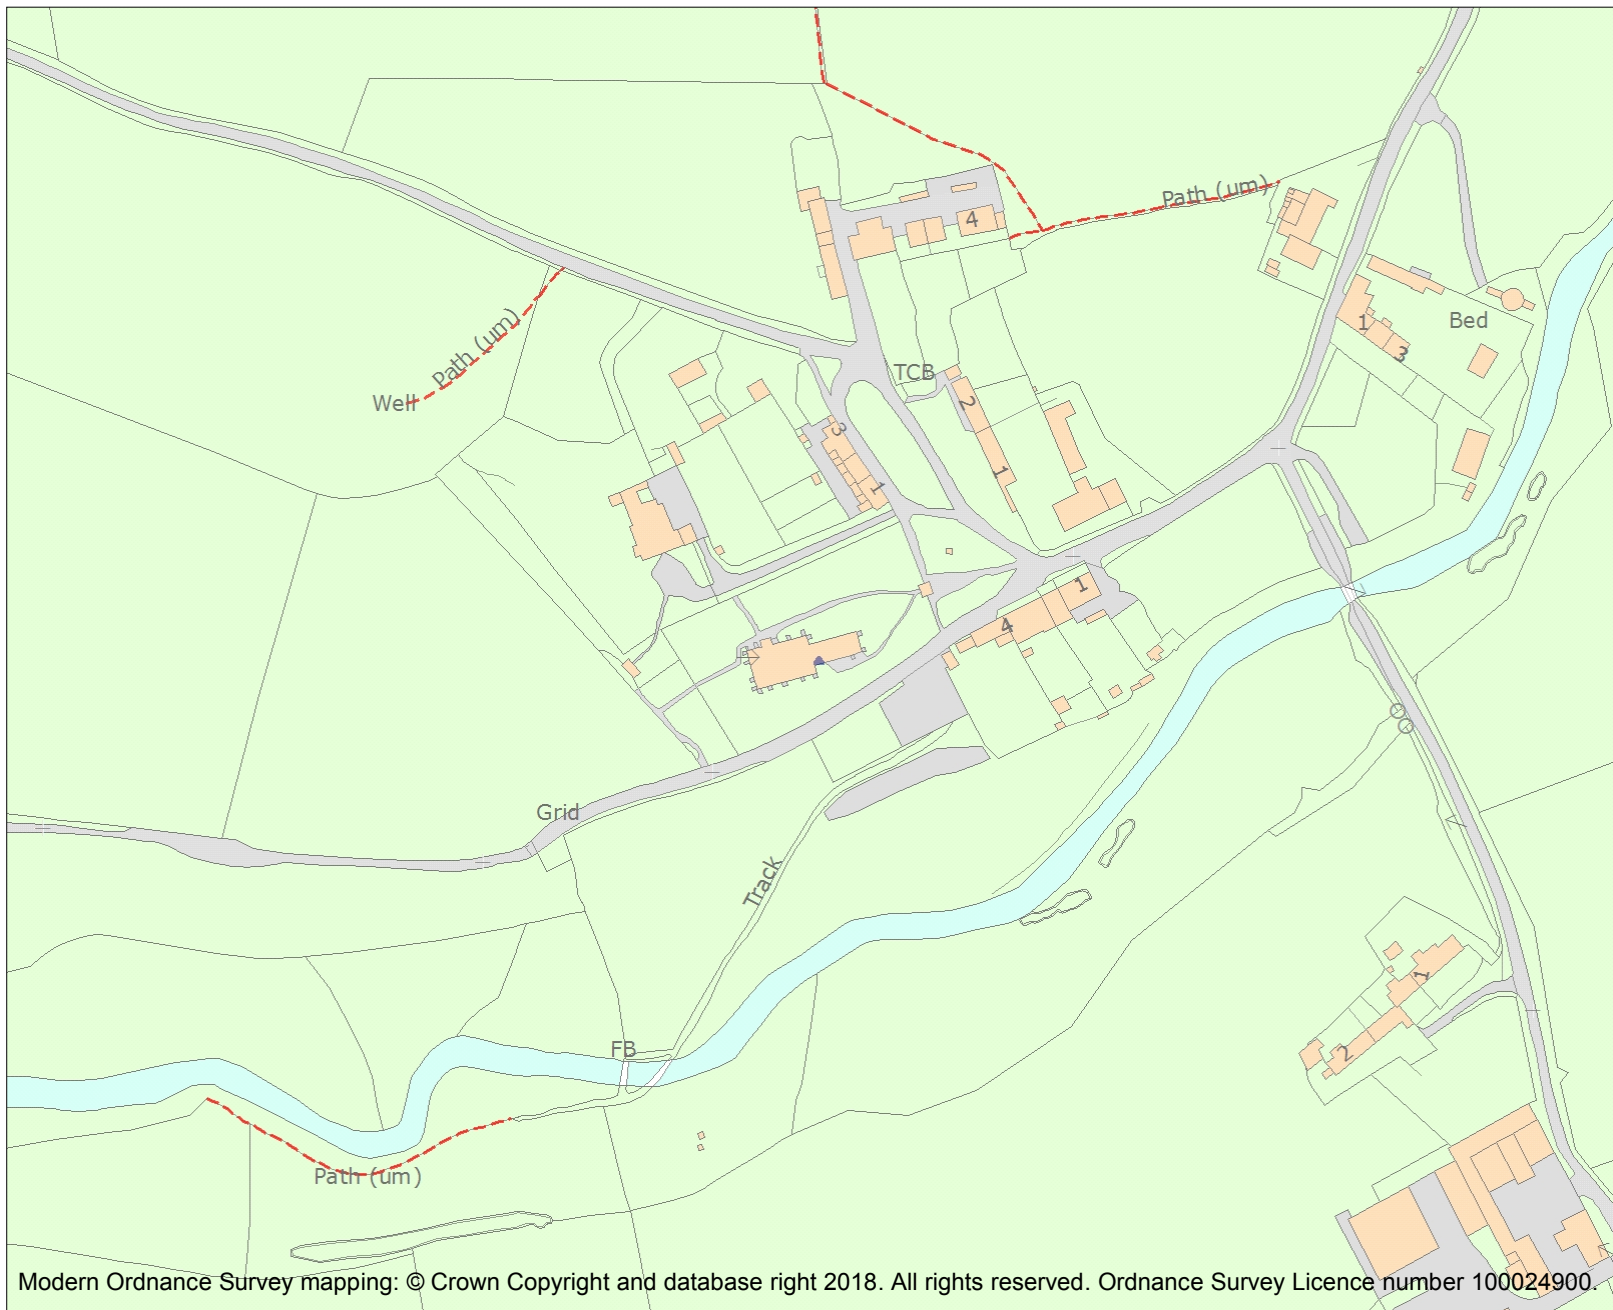 Path (um)
4
Path (um)
1
Bed
3
TCB
Well
2
3
1
1
1
4
Grid
Track
1
FB
2
Path (um)
Modern Ordnance Survey mapping: © Crown Copyright and database right 2018. All rights reserved. Ordnance Survey Licence number 100024900.